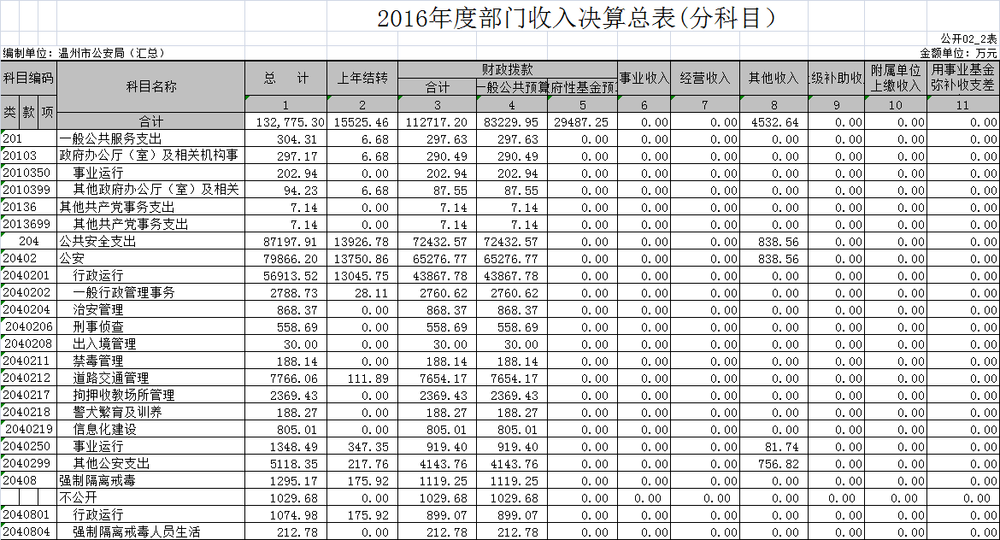 2016年度部门收入决算总表(分科目)
公开02_2表
编制单位：温州市公安局（汇总） 金额单位：万元
科目编码 科目名称 总 计 上年结转 财政拨款 事业收入 经营收入 其他收入 级补助收 附属单位上缴收入 用事业基金弥补收支差
合计 一般公共预算 府性基金预
类 款 项 1 2 3 4 5 6 7 8 9 10 11
合计 132,775.30 15525.46 112717.20 83229.95 29487.25 0.00 0.00 4532.64 0.00 0.00 0.00
201 一般公共服务支出 304.31 6.68 297.63 297.63 0.00 0.00 0.00 0.00 0.00 0.00 0.00
20103 政府办公厅（室）及相关机构事 297.17 6.68 290.49 290.49 0.00 0.00 0.00 0.00 0.00 0.00 0.00
2010350 事业运行 202.94 0.00 202.94 202.94 0.00 0.00 0.00 0.00 0.00 0.00 0.00
2010399 其他政府办公厅（室）及相关 94.23 6.68 87.55 87.55 0.00 0.00 0.00 0.00 0.00 0.00 0.00
20136 其他共产党事务支出 7.14 0.00 7.14 7.14 0.00 0.00 0.00 0.00 0.00 0.00 0.00
2013699 其他共产党事务支出 7.14 0.00 7.14 7.14 0.00 0.00 0.00 0.00 0.00 0.00 0.00
204 公共安全支出 87197.91 13926.78 72432.57 72432.57 0.00 0.00 0.00 838.56 0.00 0.00 0.00
20402 公安 79866.20 13750.86 65276.77 65276.77 0.00 0.00 0.00 838.56 0.00 0.00 0.00
2040201 行政运行 56913.52 13045.75 43867.78 43867.78 0.00 0.00 0.00 0.00 0.00 0.00 0.00
2040202 一般行政管理事务 2788.73 28.11 2760.62 2760.62 0.00 0.00 0.00 0.00 0.00 0.00 0.00
2040204 治安管理 868.37 0.00 868.37 868.37 0.00 0.00 0.00 0.00 0.00 0.00 0.00
2040206 刑事侦查 558.69 0.00 558.69 558.69 0.00 0.00 0.00 0.00 0.00 0.00 0.00
2040208 出入境管理 30.00 0.00 30.00 30.00 0.00 0.00 0.00 0.00 0.00 0.00 0.00
2040211 禁毒管理 188.14 0.00 188.14 188.14 0.00 0.00 0.00 0.00 0.00 0.00 0.00
2040212 道路交通管理 7766.06 111.89 7654.17 7654.17 0.00 0.00 0.00 0.00 0.00 0.00 0.00
2040217 拘押收教场所管理 2369.43 0.00 2369.43 2369.43 0.00 0.00 0.00 0.00 0.00 0.00 0.00
2040218 警犬繁育及训养 188.27 0.00 188.27 188.27 0.00 0.00 0.00 0.00 0.00 0.00 0.00
2040219 信息化建设 805.01 0.00 805.01 805.01 0.00 0.00 0.00 0.00 0.00 0.00 0.00
2040250 事业运行 1348.49 347.35 919.40 919.40 0.00 0.00 0.00 81.74 0.00 0.00 0.00
2040299 其他公安支出 5118.35 217.76 4143.76 4143.76 0.00 0.00 0.00 756.82 0.00 0.00 0.00
20408 强制隔离戒毒 1295.17 175.92 1119.25 1119.25 0.00 0.00 0.00 0.00 0.00 0.00 0.00
不公开 1029.68 0.00 1029.68 1029.68 0.00 0.00 0.00 0.00 0.00 0.00 0.00
2040801 行政运行 1074.98 175.92 899.07 899.07 0.00 0.00 0.00 0.00 0.00 0.00 0.00
2040804 强制隔离戒毒人员生活 212.78 0.00 212.78 212.78 0.00 0.00 0.00 0.00 0.00 0.00 0.00